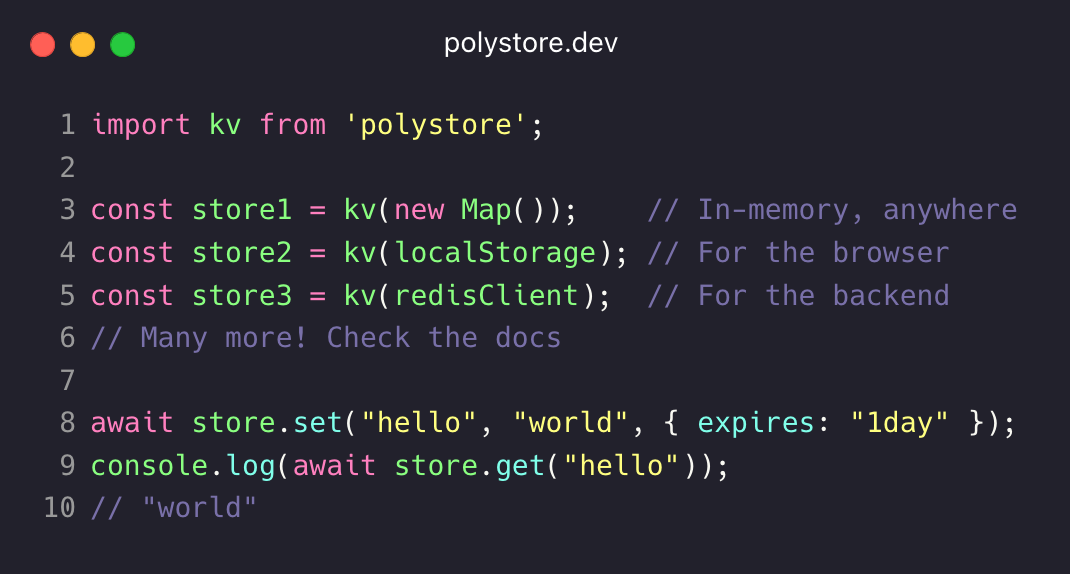 polystore.dev
1 import kv from 'polystore';
2
3 const store1 = kv(new Map());    // In-memory, anywhere
4 const store2 = kv(localStorage); // For the browser
5 const store3 = kv(redisClient);  // For the backend
6 // Many more! Check the docs
7
8 await store.set("hello", "world", { expires: "1day" });
9 console.log(await store.get("hello"));
10 // "world"